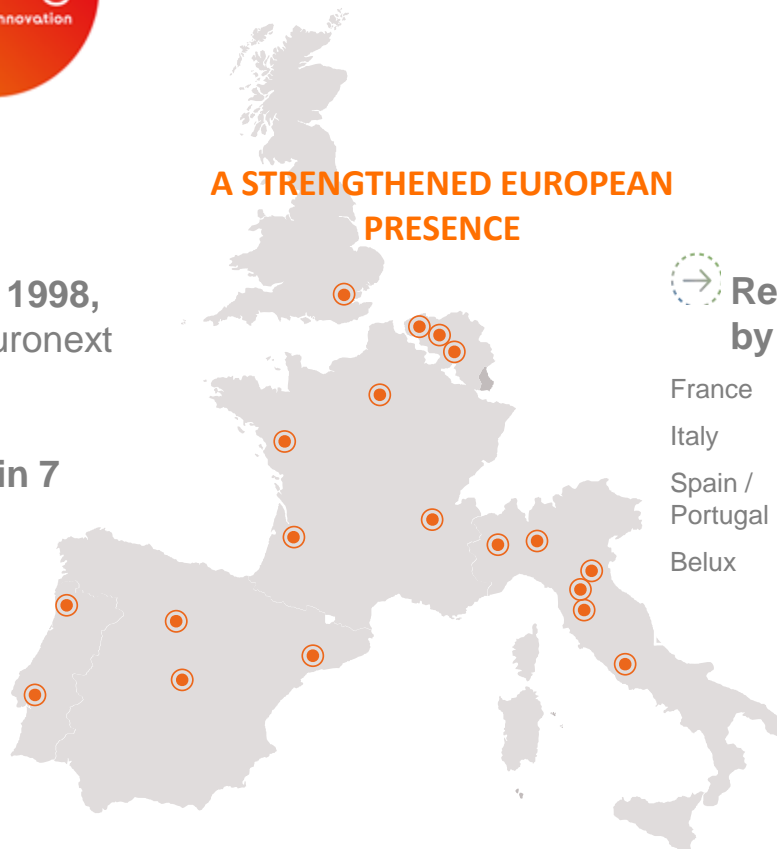 nnovation
A STRENGTHENED EUROPEAN
PRESENCE
1998,
uronext
in 7
Re
by
France
Italy
Spain /
Portugal
Belux